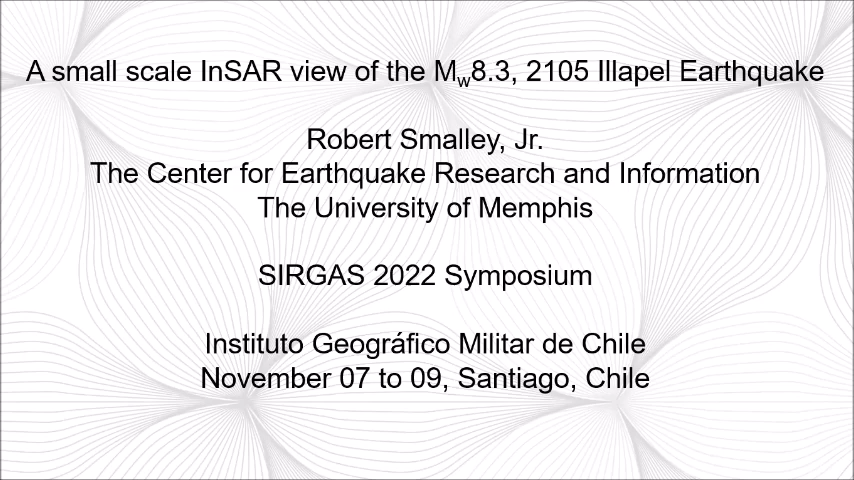 A small scale InSAR view of the Mw8.3, 2105 Illapel Earthquake
Robert Smalley, Jr.
The Center for Earthquake Research and Information
The University of Memphis
SIRGAS 2022 Symposium
Instituto Geográfico Militar de Chile
November 07 to 09, Santiago, Chile